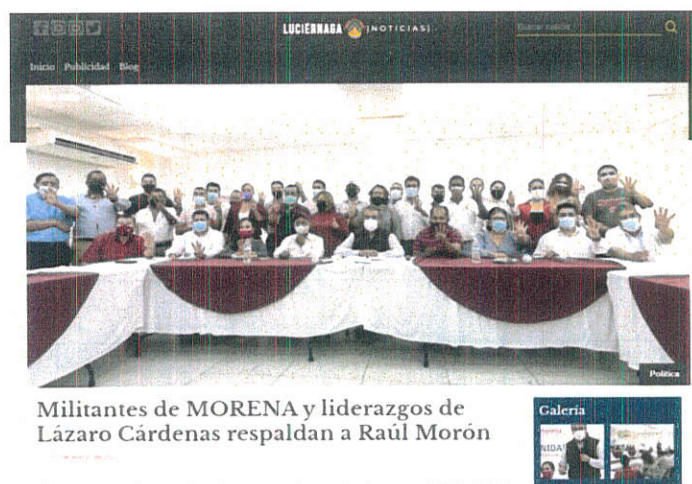 LUCIÉRNAGA |NOTICIAS|
Buscar noticia
Inicio Publicidad Blog
Política
Militantes de MORENA y liderazgos de
Lázaro Cárdenas respaldan a Raúl Morón
Galería